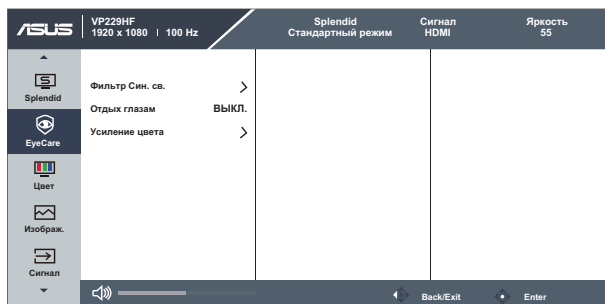 ASUS
VP229HF
1920 x 1080 | 100 Hz
Splendid
Стандартный режим
Сигнал
HDMI
Яркость
55
Splendid
EyeCare
Цвет
Изображ.
Сигнал
Фильтр Син. св.
Отдых глазам ВЫКЛ.
Усиление цвета
Back/Exit
Enter